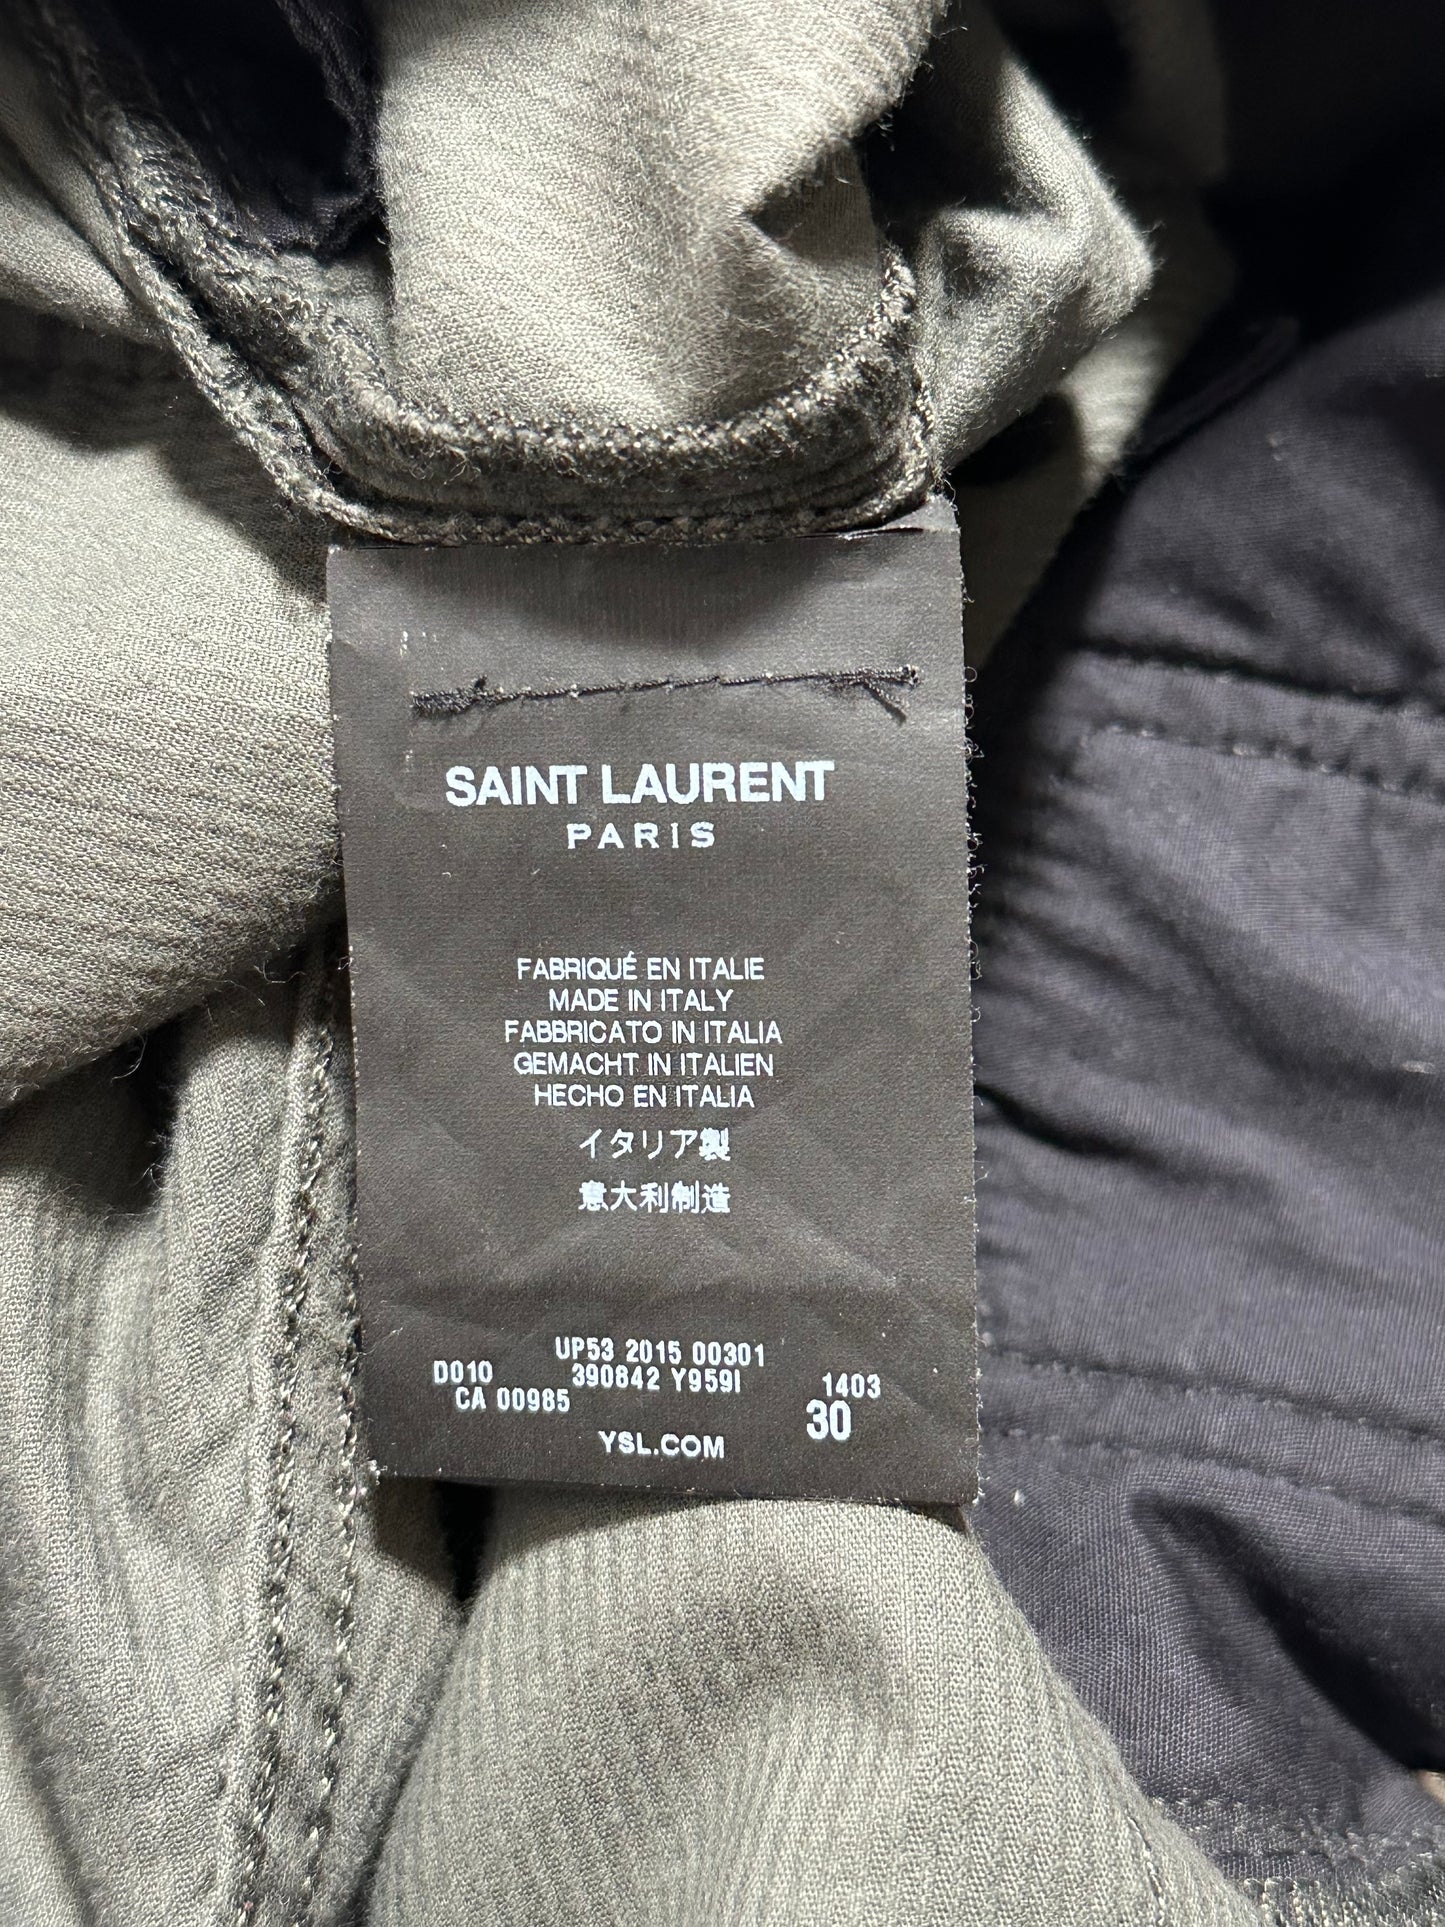 SAINT LAURENT
PARIS
FABRIQUÉ EN ITALIE
MADE IN ITALY
FABBRICATO IN ITALIA
GEMACHT IN ITALIEN
HECHO EN ITALIA
イタリア製
意大利制造
UP53 2015 00301
D010 390842 Y959I 1403
CA 00985 30
YSL.COM